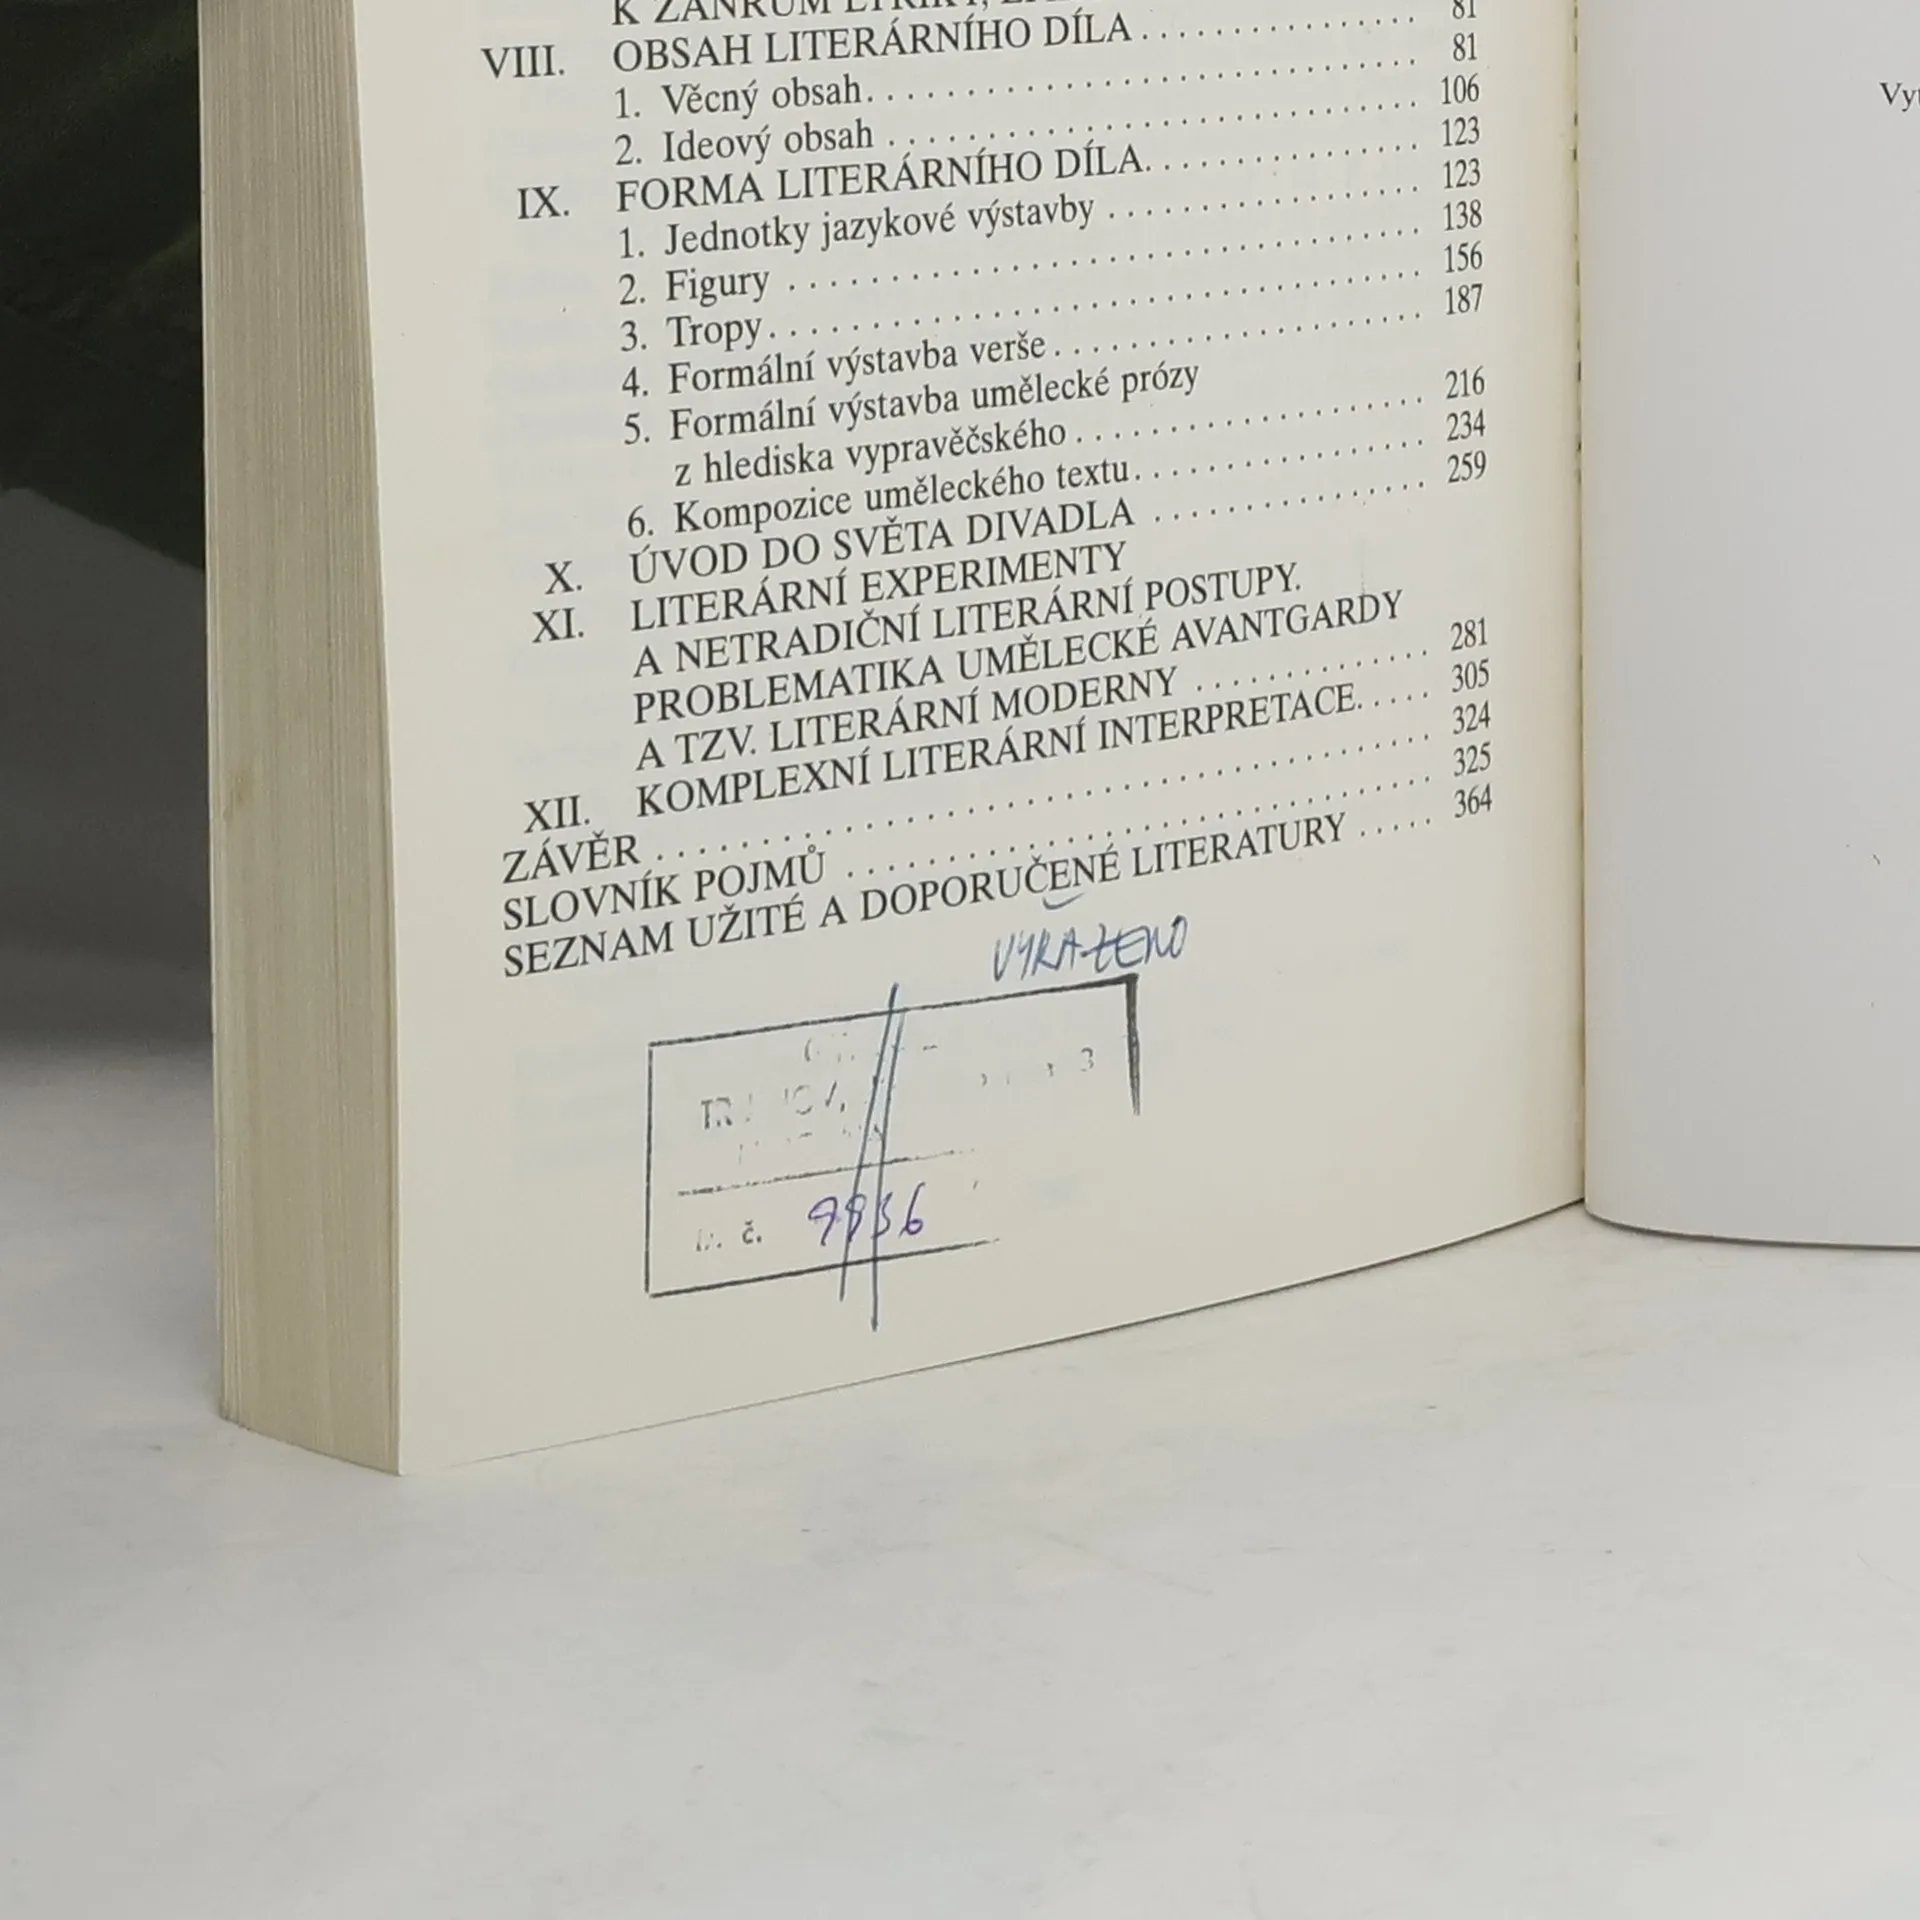 K ŽÁNRŮM LYRIKY,
VIII. OBSAH LITERÁRNÍHO DÍLA . . . . . . . . . . . . . . 81
1. Věcný obsah . . . . . . . . . . . . . . . . . . . . . . . . . . . . 81
2. Ideový obsah . . . . . . . . . . . . . . . . . . . . . . . . . . . 106
IX. FORMA LITERÁRNÍHO DÍLA . . . . . . . . . . . . . . 123
1. Jednotky jazykové výstavby . . . . . . . . . . . . . . . . 123
2. Figury . . . . . . . . . . . . . . . . . . . . . . . . . . . . . . . . 138
3. Tropy . . . . . . . . . . . . . . . . . . . . . . . . . . . . . . . . . 156
4. Formální výstavba verše . . . . . . . . . . . . . . . . . . . 187
5. Formální výstavba umělecké prózy
z hlediska vypravěčského . . . . . . . . . . . . . . . . . . 216
6. Kompozice uměleckého textu . . . . . . . . . . . . . . . 234
X. ÚVOD DO SVĚTA DIVADLA . . . . . . . . . . . . . . 259
XI. LITERÁRNÍ EXPERIMENTY
A NETRADIČNÍ LITERÁRNÍ POSTUPY.
PROBLEMATIKA UMĚLECKÉ AVANTGARDY
A TZV. LITERÁRNÍ MODERNY . . . . . . . . . . . . 281
XII. KOMPLEXNÍ LITERÁRNÍ INTERPRETACE . . . . . 305
ZÁVĚR . . . . . . . . . . . . . . . . . . . . . . . . . . . . . . . . . . 324
SLOVNÍK POJMŮ . . . . . . . . . . . . . . . . . . . . . . . . . 325
SEZNAM UŽITÉ A DOPORUČENÉ LITERATURY . . . . . 364
VYŘAZENO
3
č. 9836